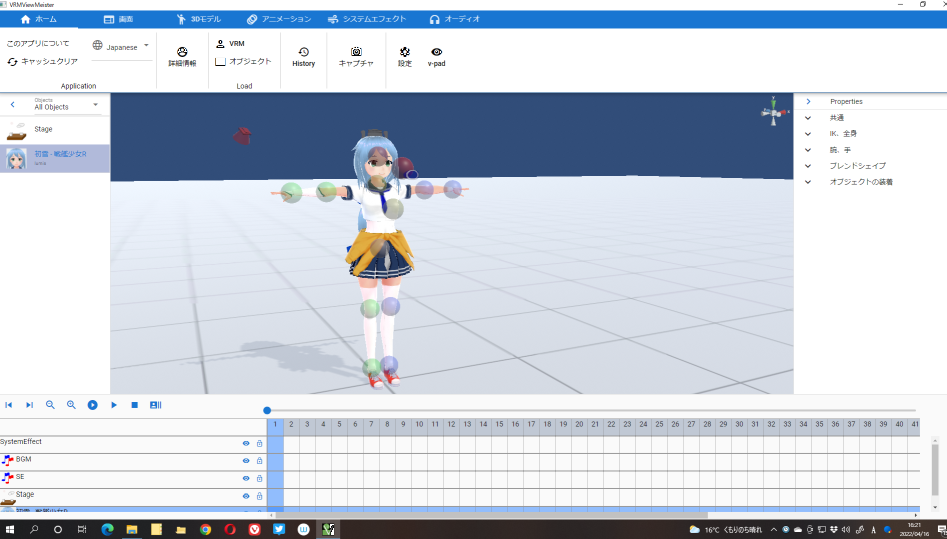 VRMViewMeister
ホーム 画面 3Dモデル アニメーション システムエフェクト オーディオ
このアプリについて
キャッシュクリア
Japanese
Application
詳細情報
VRM
オブジェクト
Load
History
キャプチャ
設定
v-pad
Objects
All Objects
Stage
Properties
共通
IK、全身
腕、手
ブレンドシェイプ
オブジェクトの装着
1 2 3 4 5 6 7 8 9 10 11 12 13 14 15 16 17 18 19 20 21 22 23 24 25 26 27 28 29 30 31 32 33 34 35 36 37 38 39 40 41
SystemEffect
BGM
SE
Stage
16°C くもりのち晴れ
A
16:21
2022/04/16